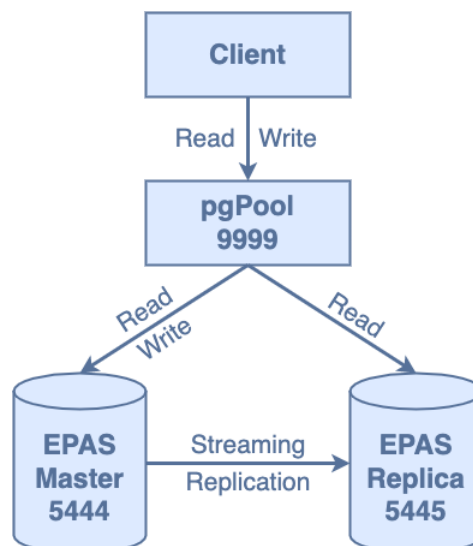 Client
Read Write
pgPool
9999
Read
Write
Read
EPAS
Master
5444
Streaming
Replication
EPAS
Replica
5445